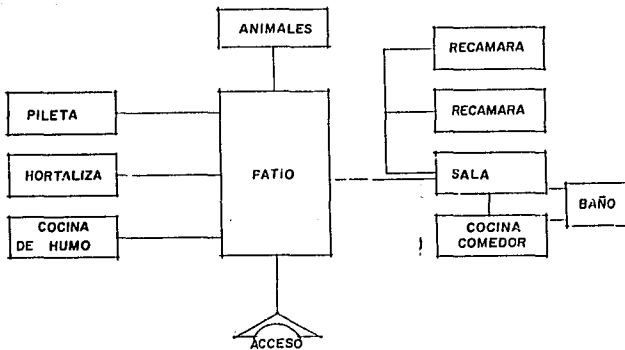 ANIMALES
RECAMARA
PILETA
RECAMARA
HORTALIZA
FATIO
SALA
BAÑO
COCINA
DE HUMO
COCINA
COMEDOR
ACCESO